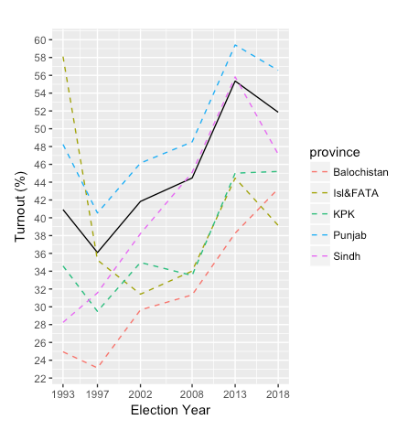 60
58
56
54
52
50
48
46
44
42
40
38
36
34
32
30
28
26
24
22
Turnout (%)
1993 1997 2002 2008 2013 2018
Election Year
province
Balochistan
Isl&FATA
KPK
Punjab
Sindh